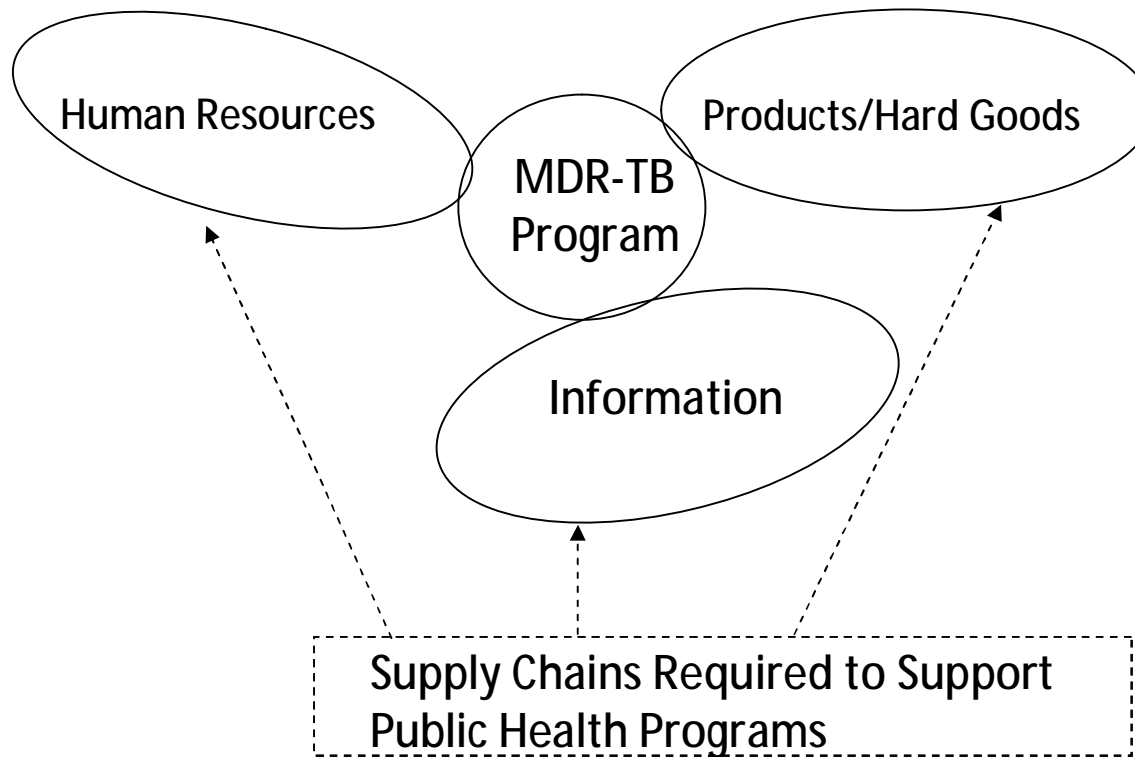 Human Resources
Products/Hard Goods
MDR-TB
Program
Information
Supply Chains Required to Support
Public Health Programs